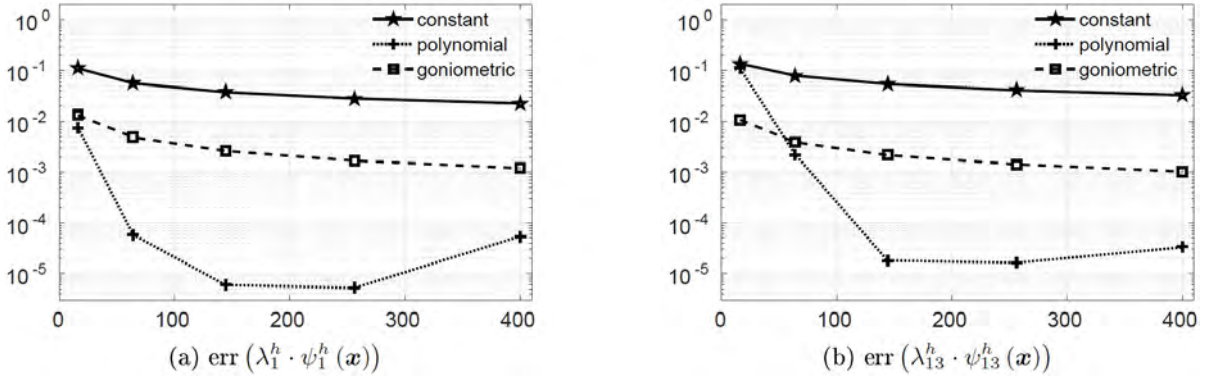 10^0
10^-1
10^-2
10^-3
10^-4
10^-5
constant
polynomial
goniometric
0 100 200 300 400
(a) err (λ_1^h · ψ_1^h (x))
10^0
10^-1
10^-2
10^-3
10^-4
10^-5
constant
polynomial
goniometric
0 100 200 300 400
(b) err (λ_13^h · ψ_13^h (x))